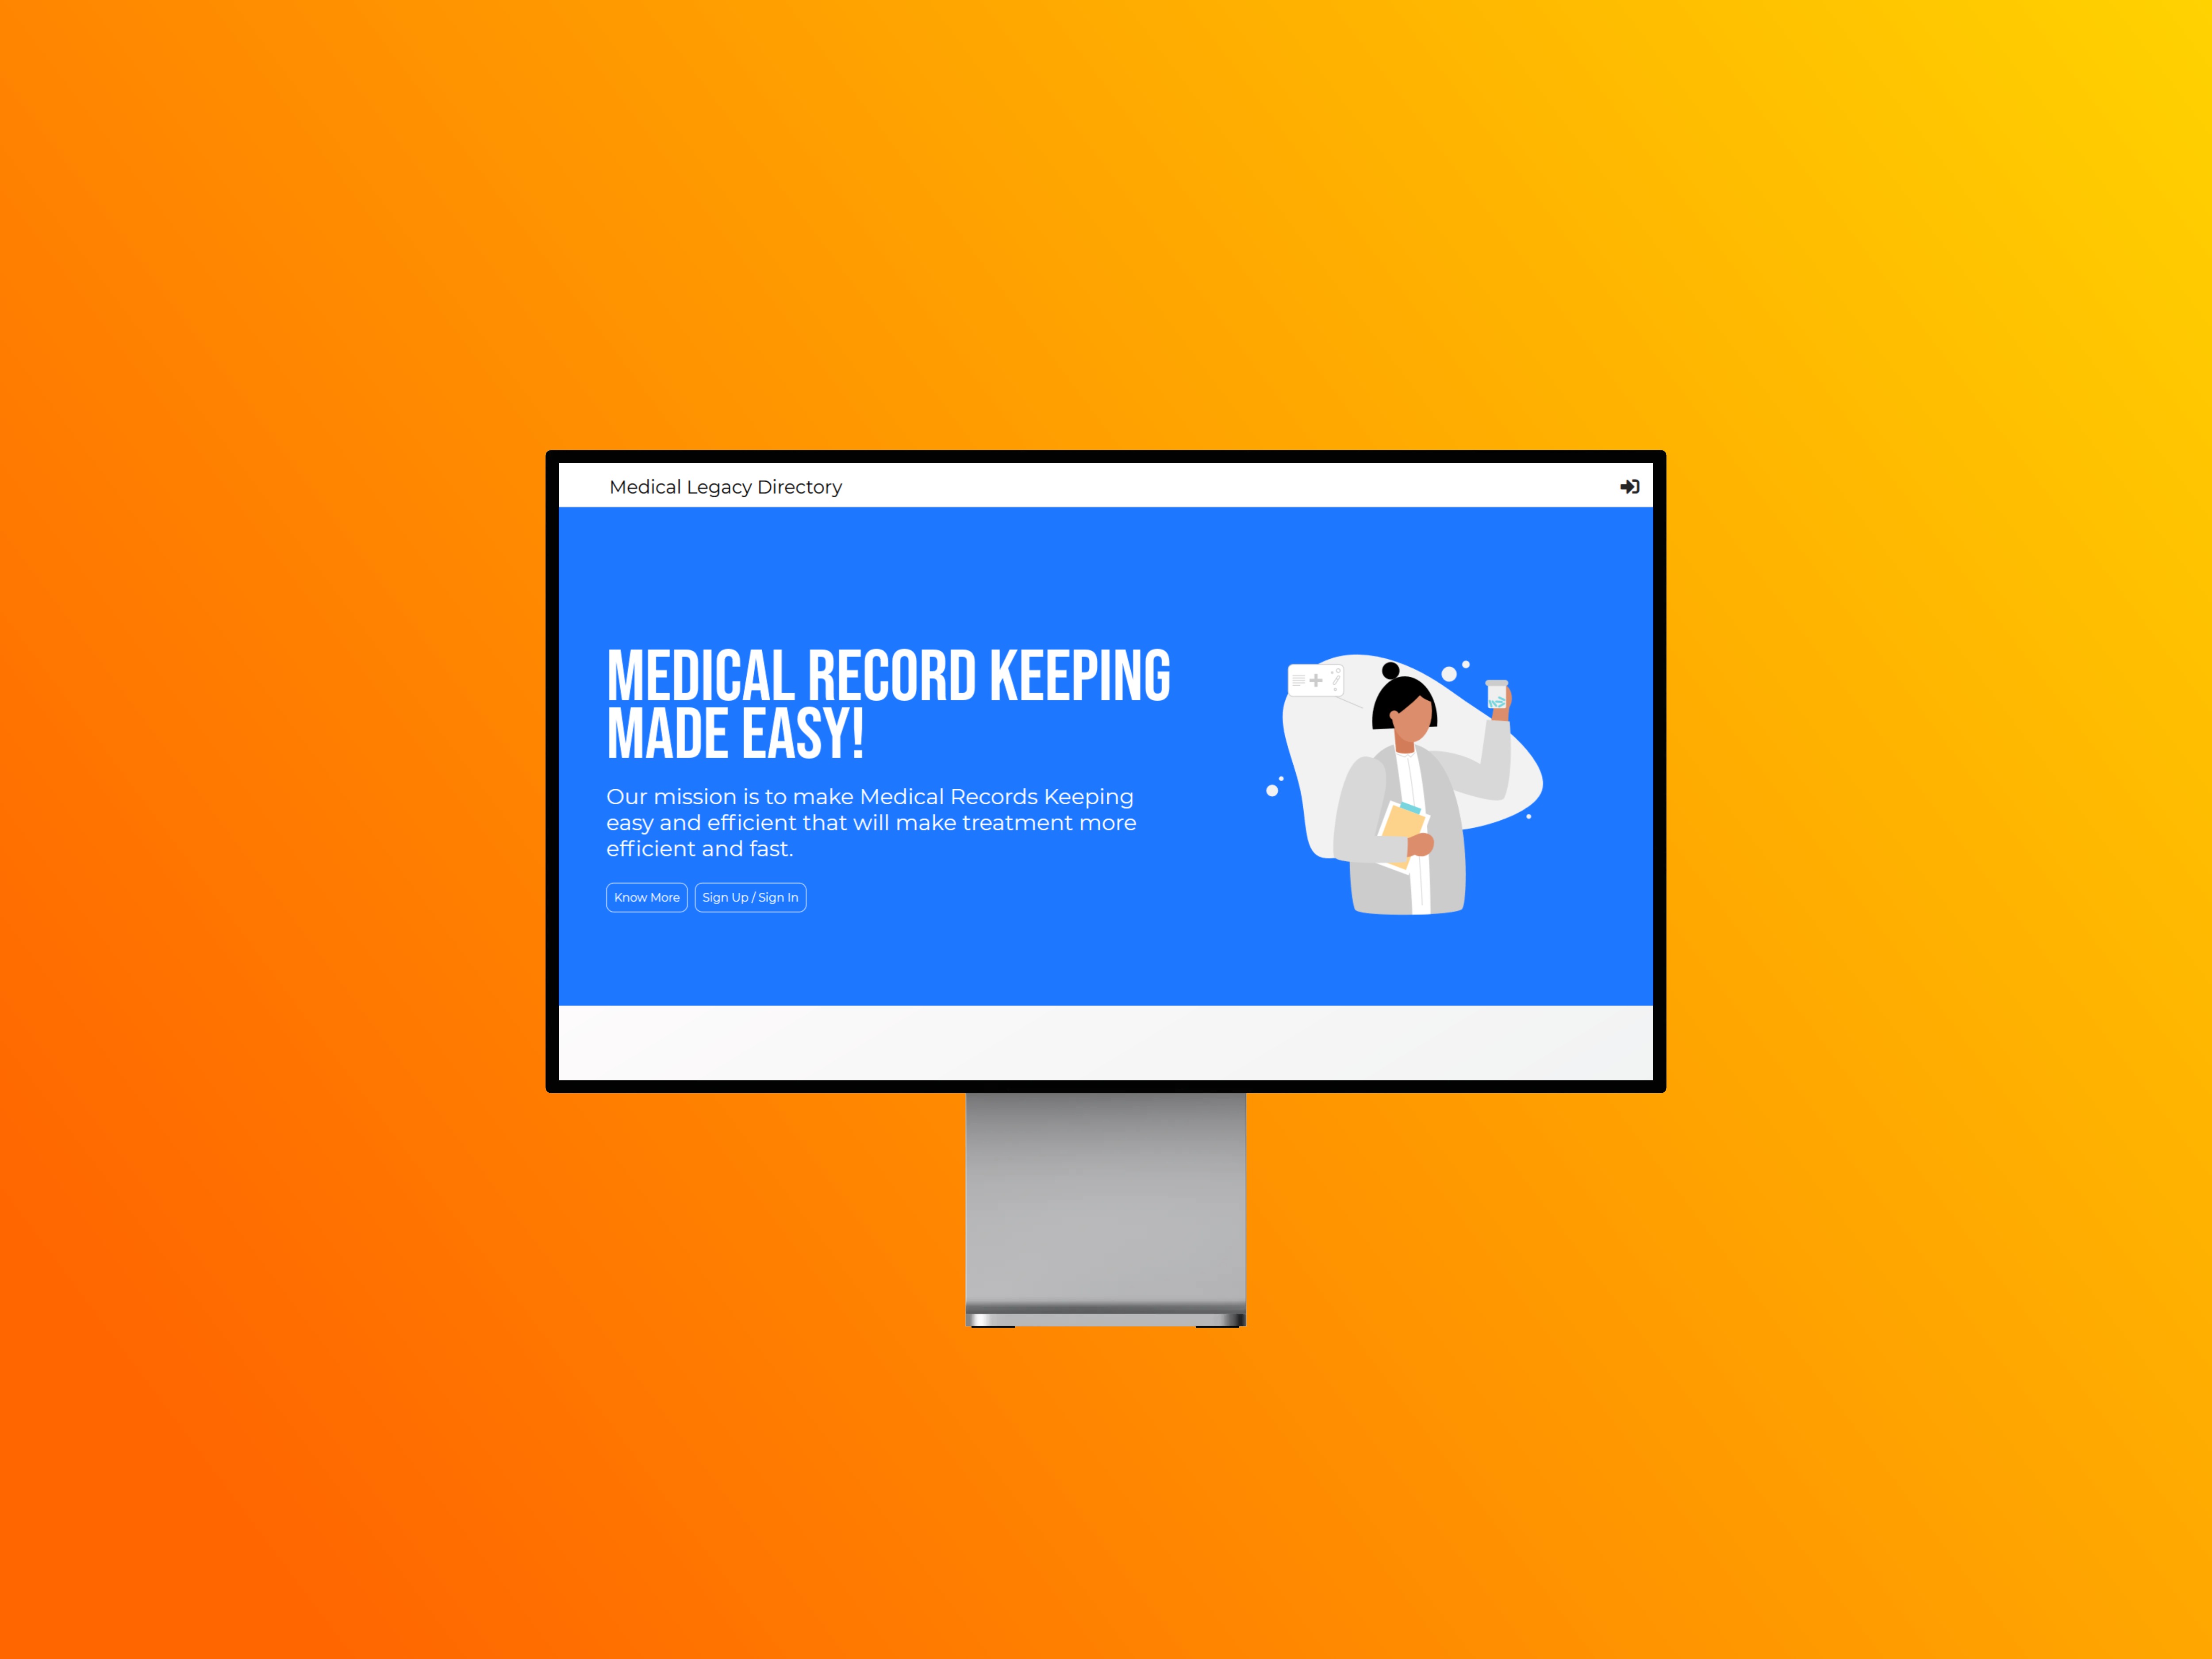 Medical Legacy Directory
MEDICAL RECORD KEEPING
MADE EASY!
Our mission is to make Medical Records Keeping
easy and efficient that will make treatment more
efficient and fast.
Know More
Sign Up / Sign In